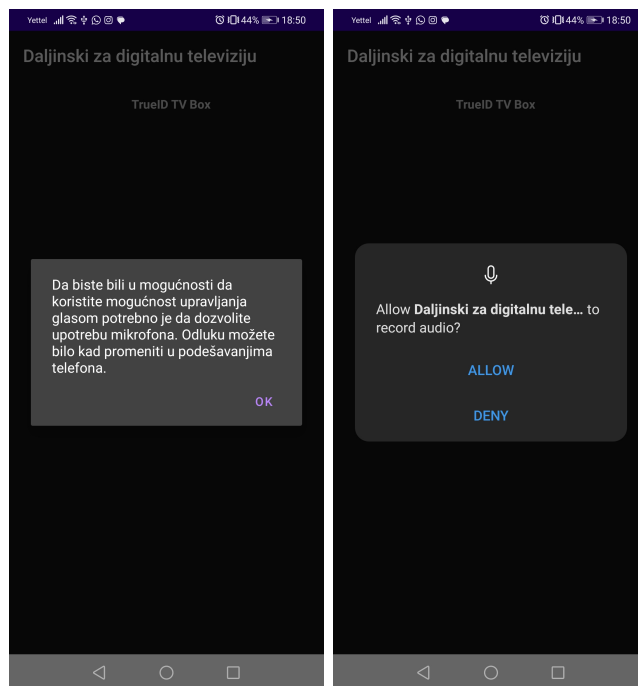 Yettel 44% 18:50
Daljinski za digitalnu televiziju
TrueID TV Box
Da biste bili u mogućnosti da
koristite mogućnost upravljanja
glasom potrebno je da dozvolite
upotrebu mikrofona. Odluku možete
bilo kad promeniti u podešavanjima
telefona.
OK
Yettel 44% 18:50
Daljinski za digitalnu televiziju
TrueID TV Box
Allow Daljinski za digitalnu tele... to
record audio?
ALLOW
DENY